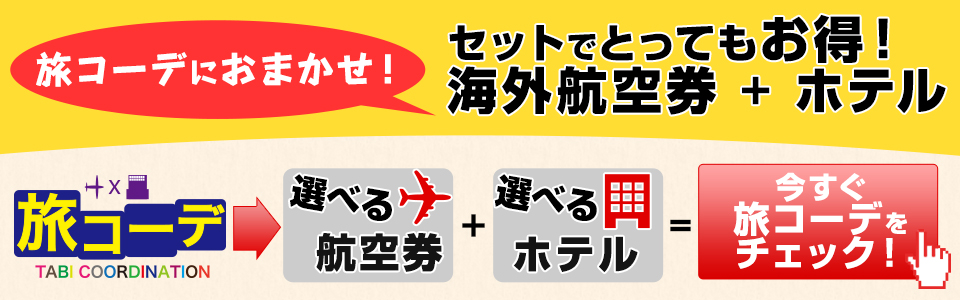 旅コーデにおまかせ!
セットでとってもお得!
海外航空券 + ホテル
X
旅コーデ
TABI COORDINATION
選べる
航空券
+
選べる
ホテル
=
今すぐ
旅コーデを
チェック!